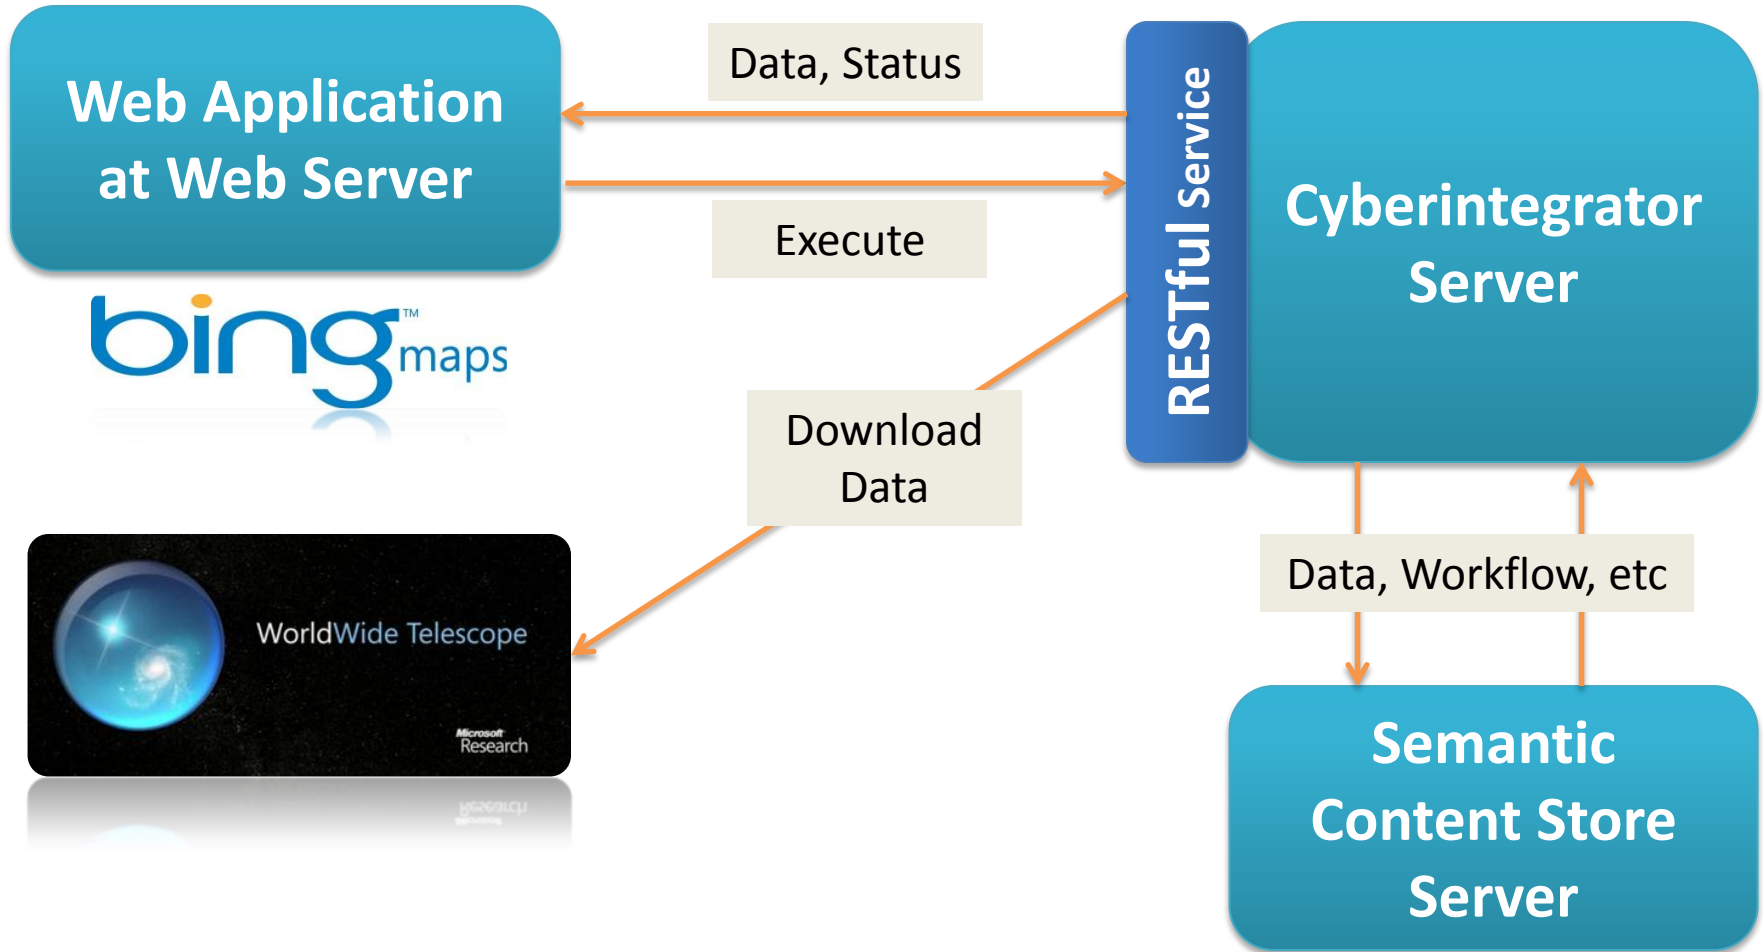 Web Application
at Web Server
Data, Status
Execute
RESTful Service
Cyberintegrator
Server
bing™
maps
Download
Data
WorldWide Telescope
Microsoft
Research
Data, Workflow, etc
Semantic
Content Store
Server